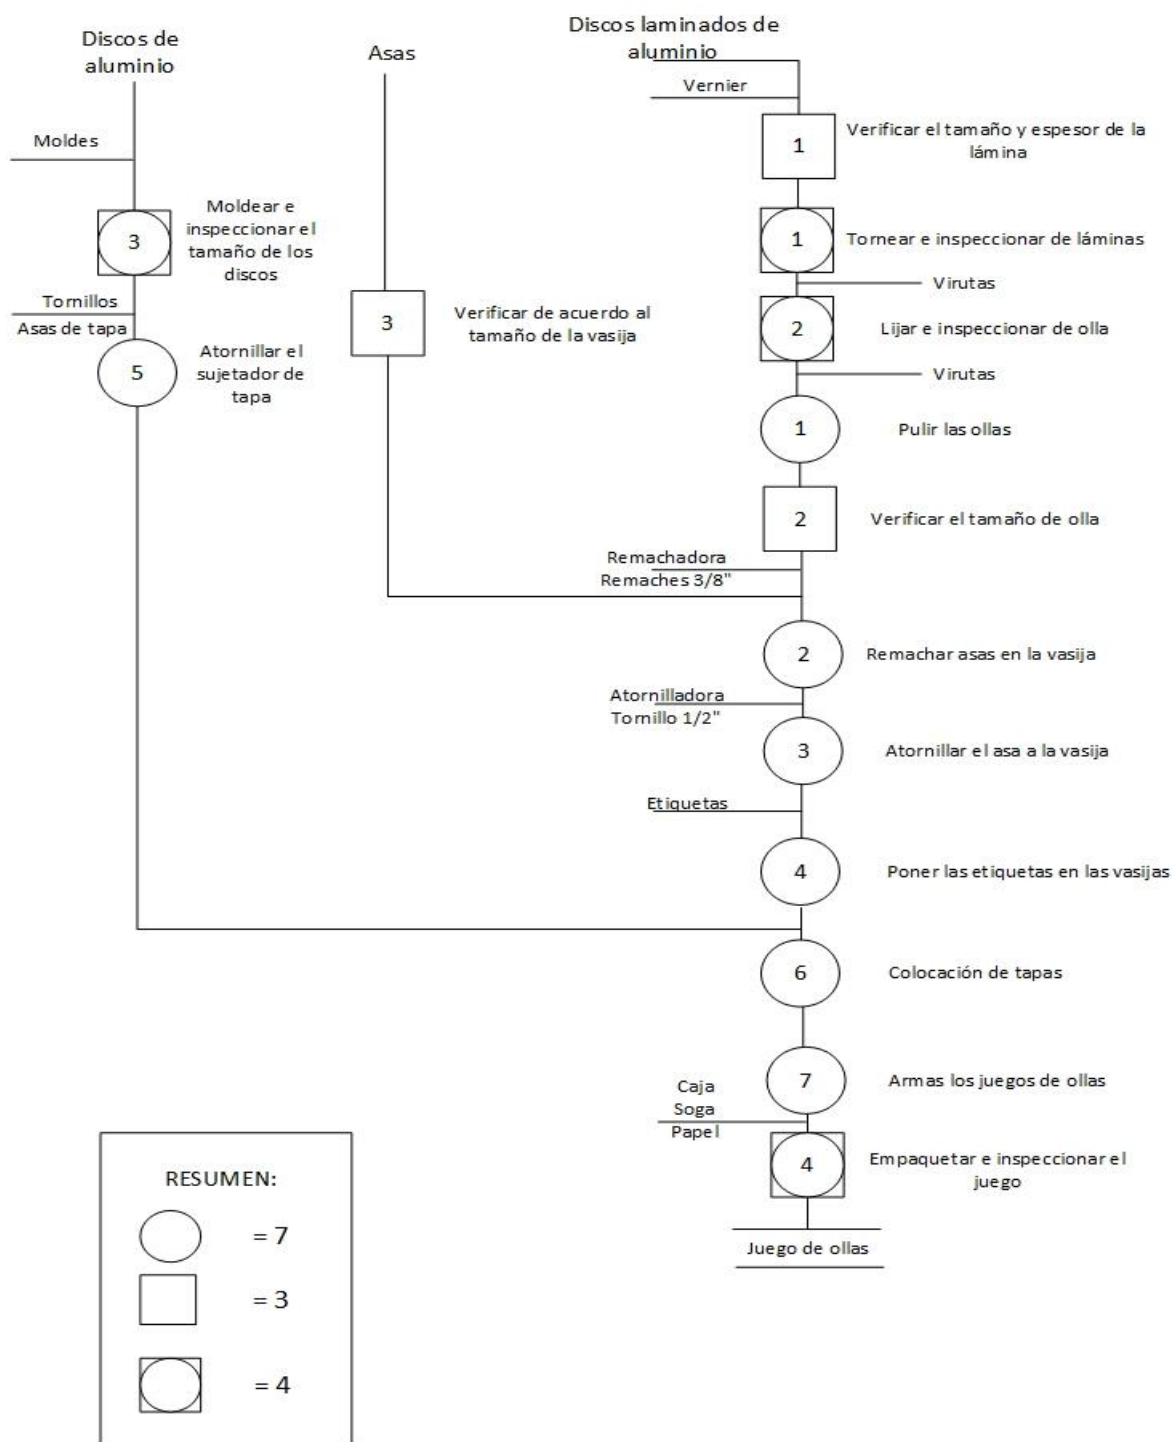 Discos de
aluminio
Moldes
3
Moldear e
inspeccionar el
tamaño de los
discos
Tornillos
Asas de tapa
5
Atornillar el
sujetador de
tapa
Asas
3
Verificar de acuerdo al
tamaño de la vasija
Discos laminados de
aluminio
Vernier
1
Verificar el tamaño y espesor de la
lámina
1
Tornear e inspeccionar de láminas
Virutas
2
Lijar e inspeccionar de olla
Virutas
1
Pulir las ollas
2
Verificar el tamaño de olla
Remachadora
Remaches 3/8"
2
Remachar asas en la vasija
Atornilladora
Tornillo 1/2"
3
Atornillar el asa a la vasija
Etiquetas
4
Poner las etiquetas en las vasijas
6
Colocación de tapas
7
Armas los juegos de ollas
Caja
Soga
Papel
4
Empaquetar e inspeccionar el
juego
Juego de ollas
RESUMEN:
= 7
= 3
= 4